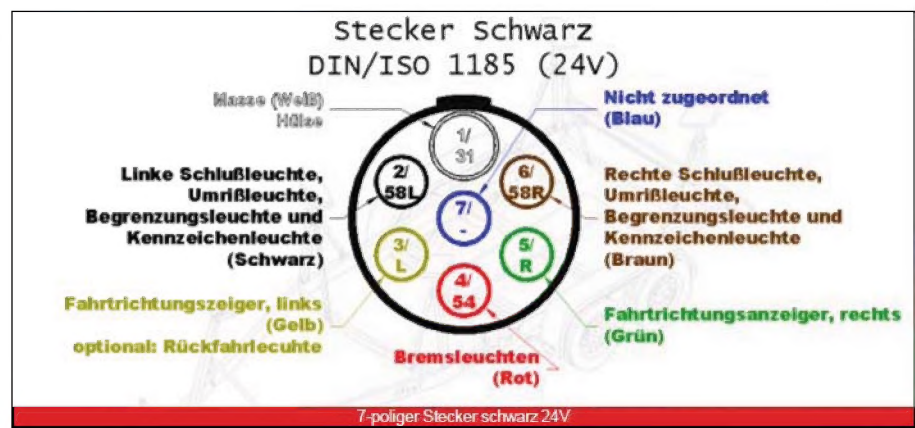 Stecker Schwarz
DIN/ISO 1185 (24V)
Masse (Weiß)
Hülse
Nicht zugeordnet
(Blau)
1/
31
2/
58L
6/
58R
7/
-
3/
L
5/
R
4/
54
Linke Schlußleuchte,
Umrißleuchte,
Begrenzungsleuchte und
Kennzeichenleuchte
(Schwarz)
Rechte Schlußleuchte,
Umrißleuchte,
Begrenzungsleuchte und
Kennzeichenleuchte
(Braun)
Fahrtrichtungszeiger, links
(Gelb)
optional: Rückfahrlecuhte
Fahrtrichtungsanzeiger, rechts
(Grün)
Bremsleuchten
(Rot)
7-poliger Stecker schwarz 24V